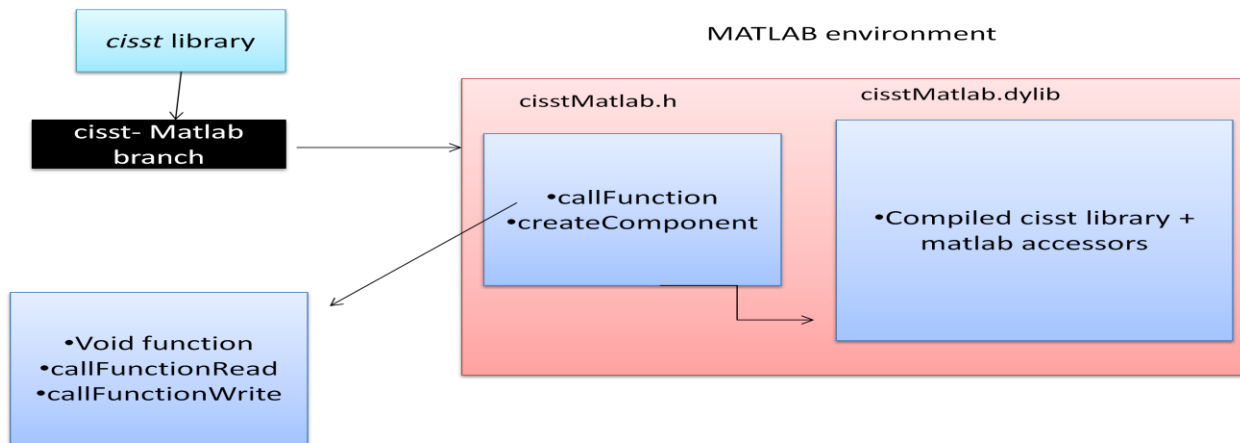 cisst library
MATLAB environment
cisst- Matlab
branch
cisstMatlab.h
•callFunction
•createComponent
cisstMatlab.dylib
•Compiled cisst library +
matlab accessors
•Void function
•callFunctionRead
•callFunctionWrite